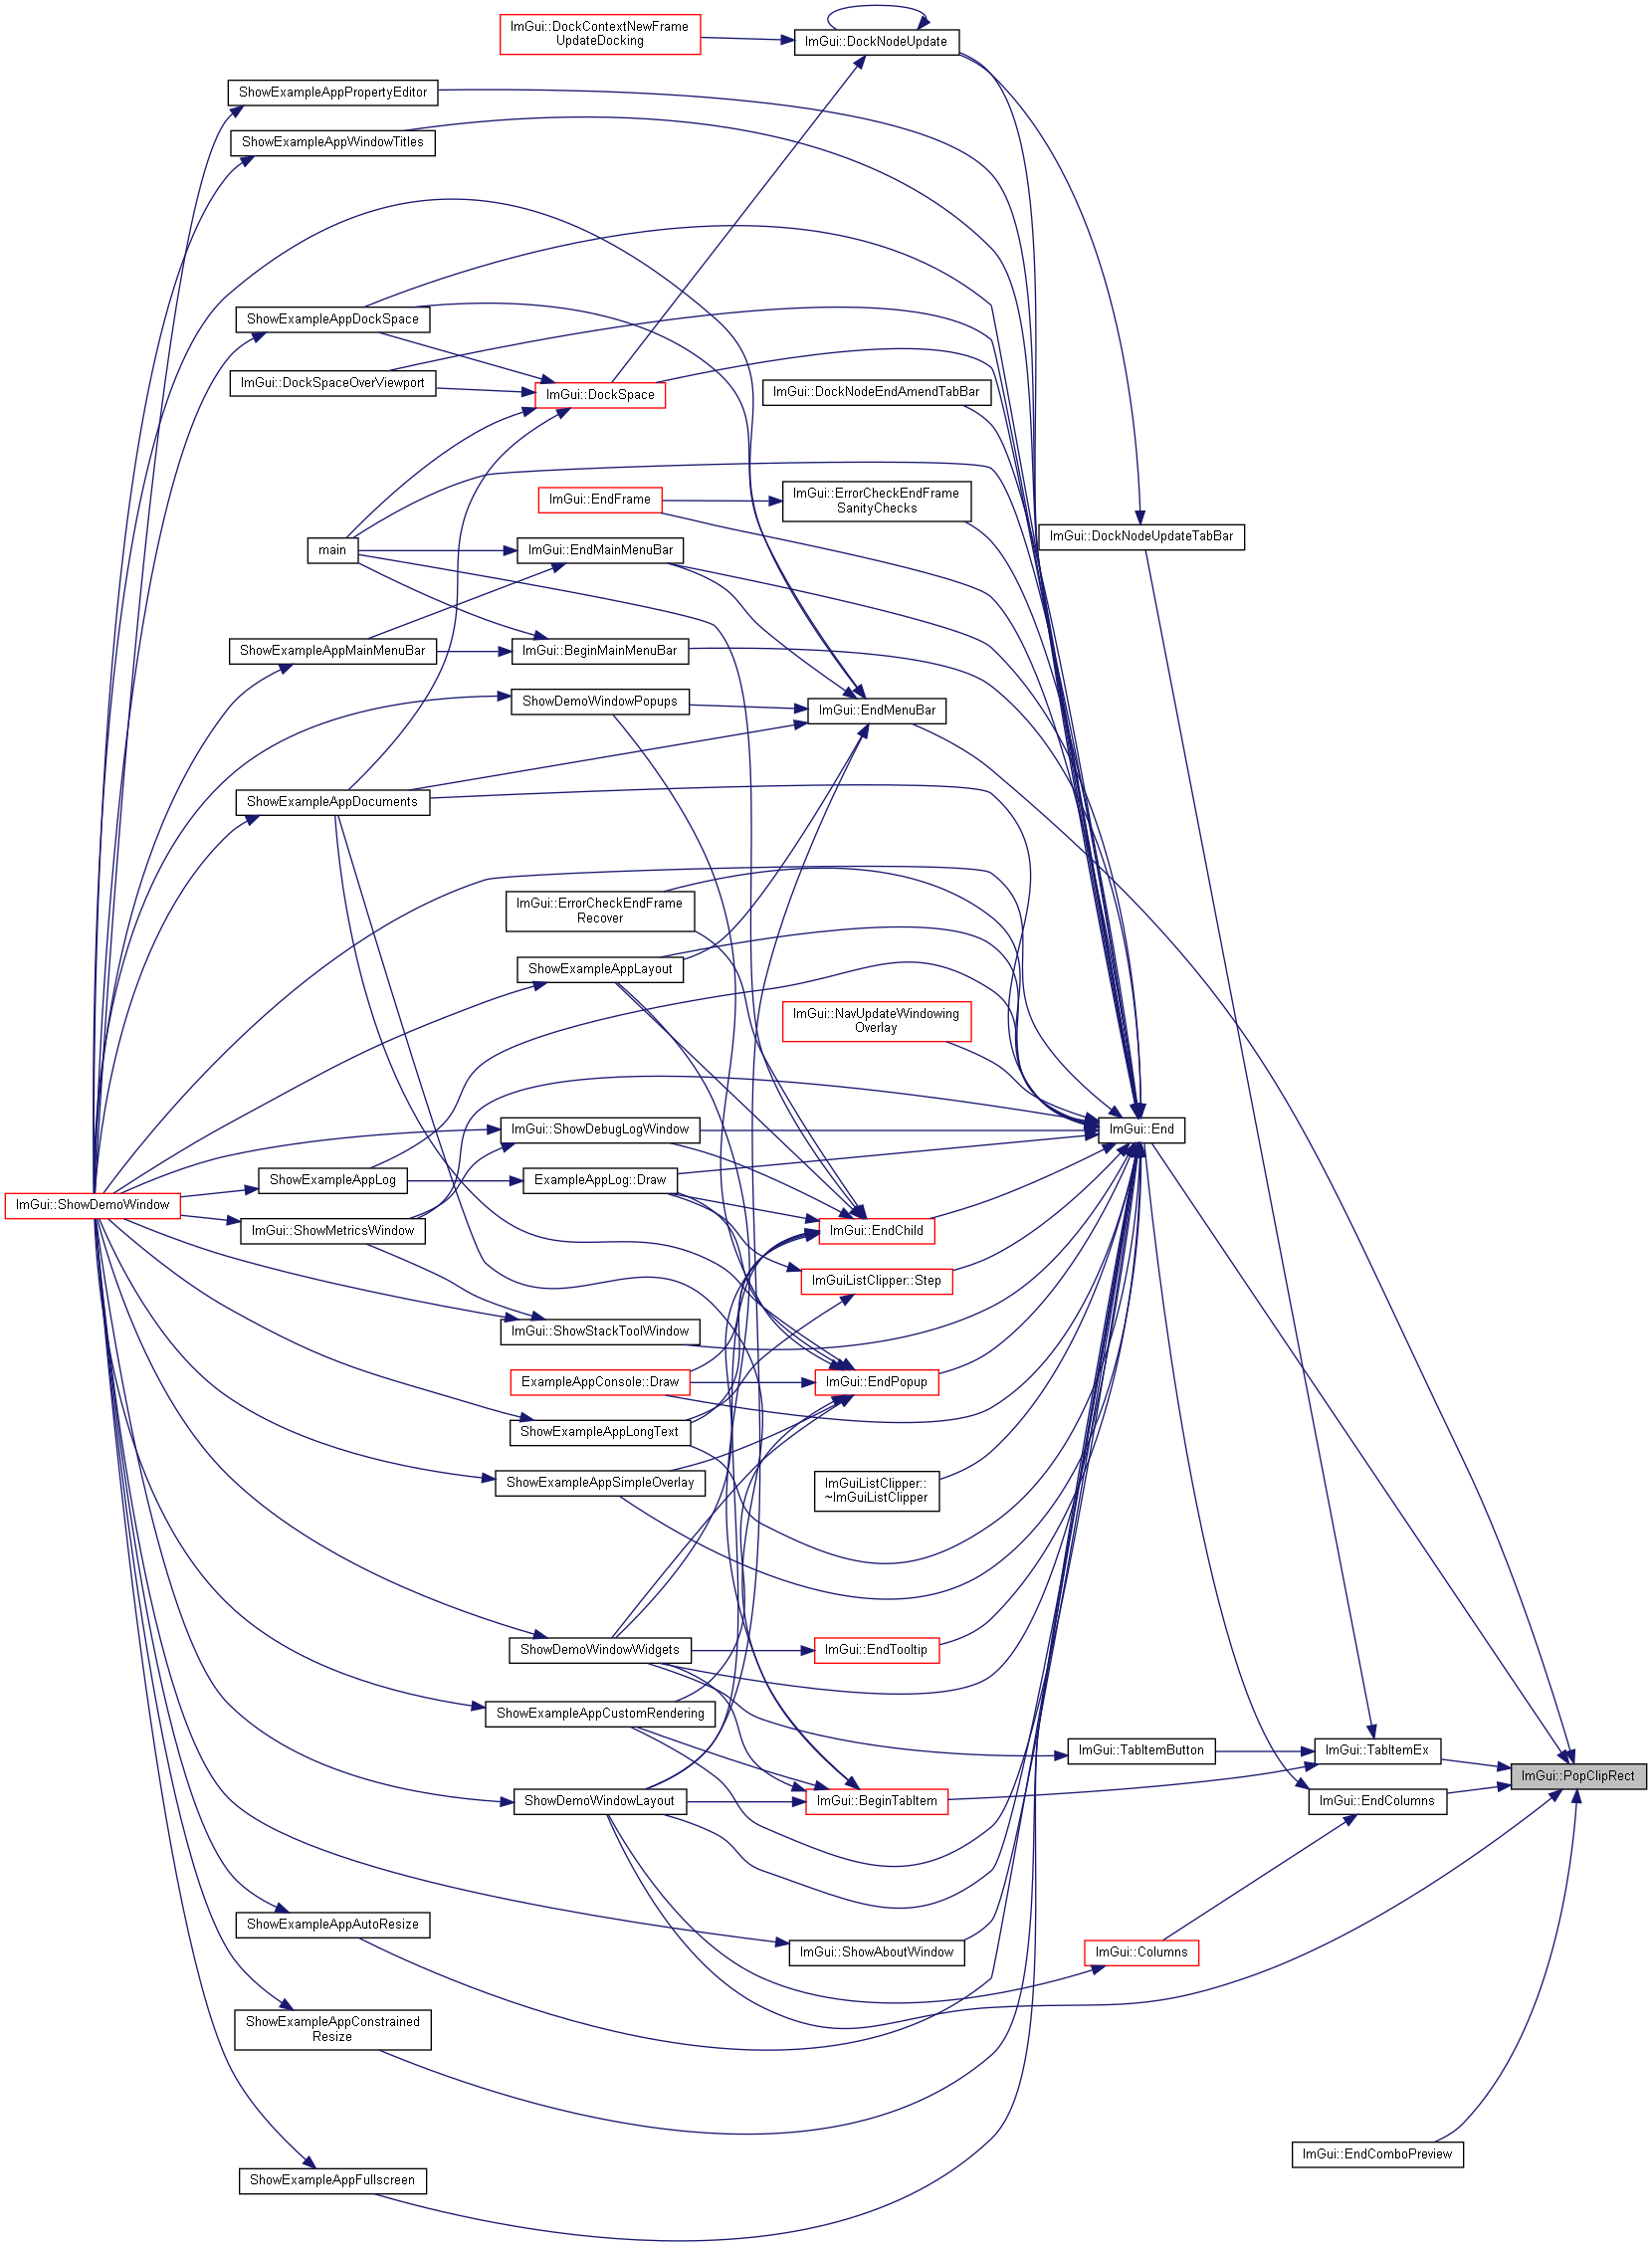 ImGui::DockContextNewFrame
UpdateDocking
ImGui::DockNodeUpdate
ShowExampleAppPropertyEditor
ShowExampleAppWindowTitles
ShowExampleAppDockSpace
ImGui::DockSpaceOverViewport
ImGui::DockSpace
ImGui::DockNodeEndAmendTabBar
ImGui::EndFrame
ImGui::ErrorCheckEndFrame
SanityChecks
ImGui::DockNodeUpdateTabBar
main
ImGui::EndMainMenuBar
ShowExampleAppMainMenuBar
ImGui::BeginMainMenuBar
ShowDemoWindowPopups
ImGui::EndMenuBar
ShowExampleAppDocuments
ImGui::ErrorCheckEndFrame
Recover
ShowExampleAppLayout
ImGui::NavUpdateWindowing
Overlay
ImGui::ShowDebugLogWindow
ImGui::End
ShowExampleAppLog
ExampleAppLog::Draw
ImGui::ShowDemoWindow
ImGui::ShowMetricsWindow
ImGui::EndChild
ImGuiListClipper::Step
ImGui::ShowStackToolWindow
ExampleAppConsole::Draw
ImGui::EndPopup
ShowExampleAppLongText
ShowExampleAppSimpleOverlay
ImGuiListClipper::
~ImGuiListClipper
ShowDemoWindowWidgets
ImGui::EndTooltip
ShowExampleAppCustomRendering
ImGui::TabItemButton
ImGui::TabItemEx
ImGui::PopClipRect
ShowDemoWindowLayout
ImGui::BeginTabItem
ImGui::EndColumns
ShowExampleAppAutoResize
ImGui::ShowAboutWindow
ImGui::Columns
ShowExampleAppConstrained
Resize
ImGui::EndComboPreview
ShowExampleAppFullscreen